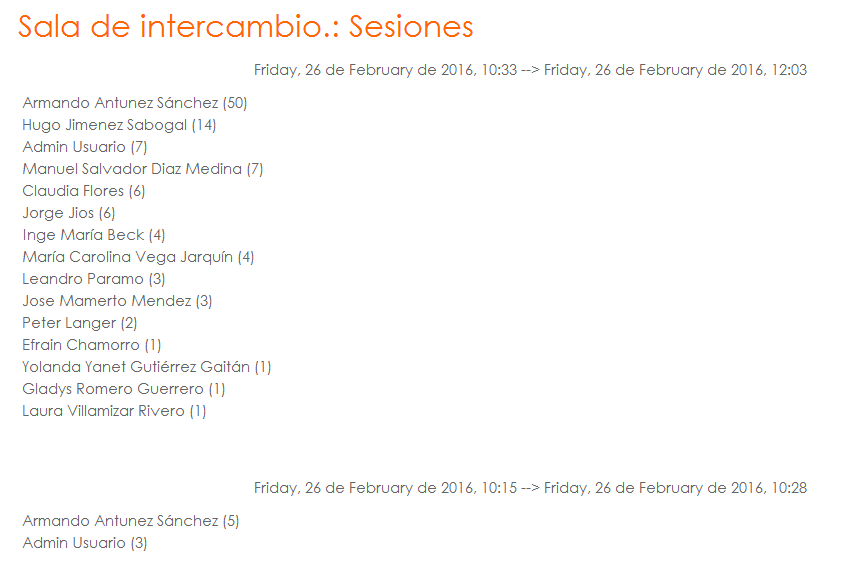 Sala de intercambio.: Sesiones
Friday, 26 de February de 2016, 10:33 --> Friday, 26 de February de 2016, 12:03
Armando Antunez Sánchez (50)
Hugo Jimenez Sabogal (14)
Admin Usuario (7)
Manuel Salvador Diaz Medina (7)
Claudia Flores (6)
Jorge Jios (6)
Inge María Beck (4)
María Carolina Vega Jarquín (4)
Leandro Paramo (3)
Jose Mamerto Mendez (3)
Peter Langer (2)
Efrain Chamorro (1)
Yolanda Yanet Gutiérrez Gaitán (1)
Gladys Romero Guerrero (1)
Laura Villamizar Rivero (1)
Friday, 26 de February de 2016, 10:15 --> Friday, 26 de February de 2016, 10:28
Armando Antunez Sánchez (5)
Admin Usuario (3)